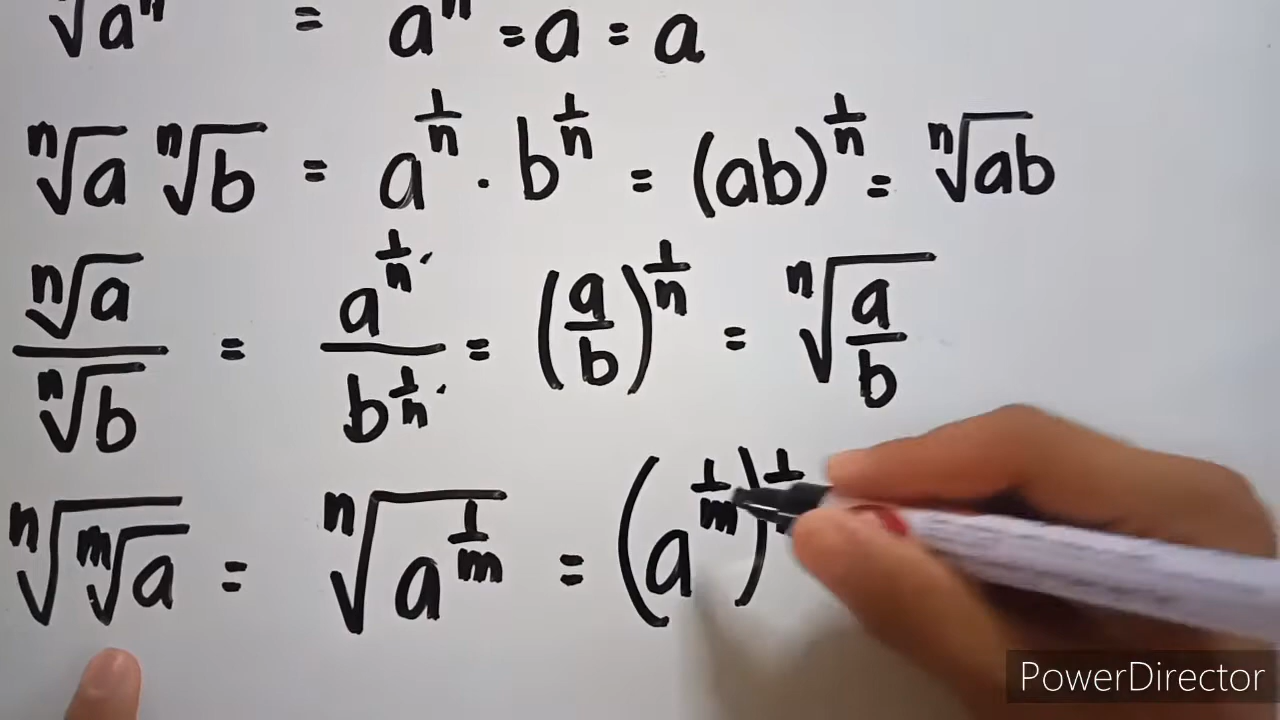 ⁿ√aⁿ = aⁿ = a = a
ⁿ√a ⁿ√b = a^(1/n) · b^(1/n) = (ab)^(1/n) = ⁿ√ab
ⁿ√a / ⁿ√b = a^(1/n) / b^(1/n) = (a/b)^(1/n) = ⁿ√(a/b)
ⁿ√(ᵐ√a) = ⁿ√(a^(1/m)) = (a^(1/m))^1
PowerDirector